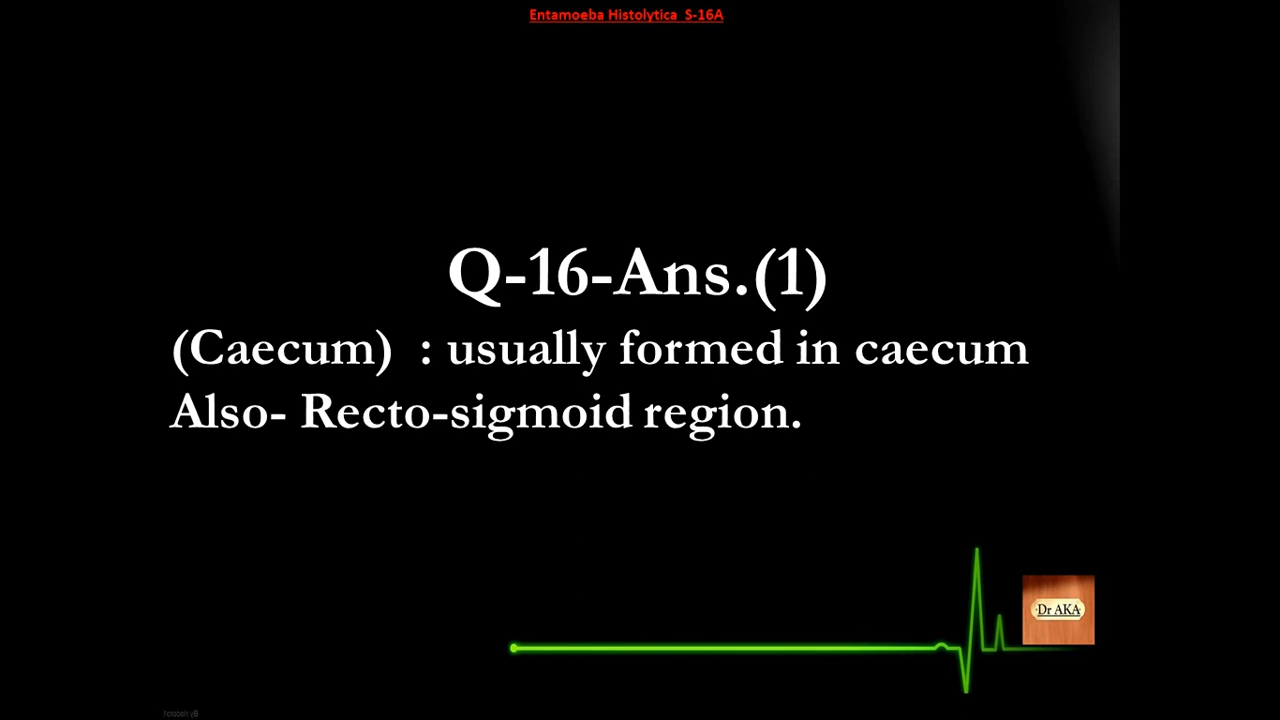 Entamoeba Histolytica S-16A
Q-16-Ans.(1)
(Caecum) : usually formed in caecum
Also- Recto-sigmoid region.
Dr AKA